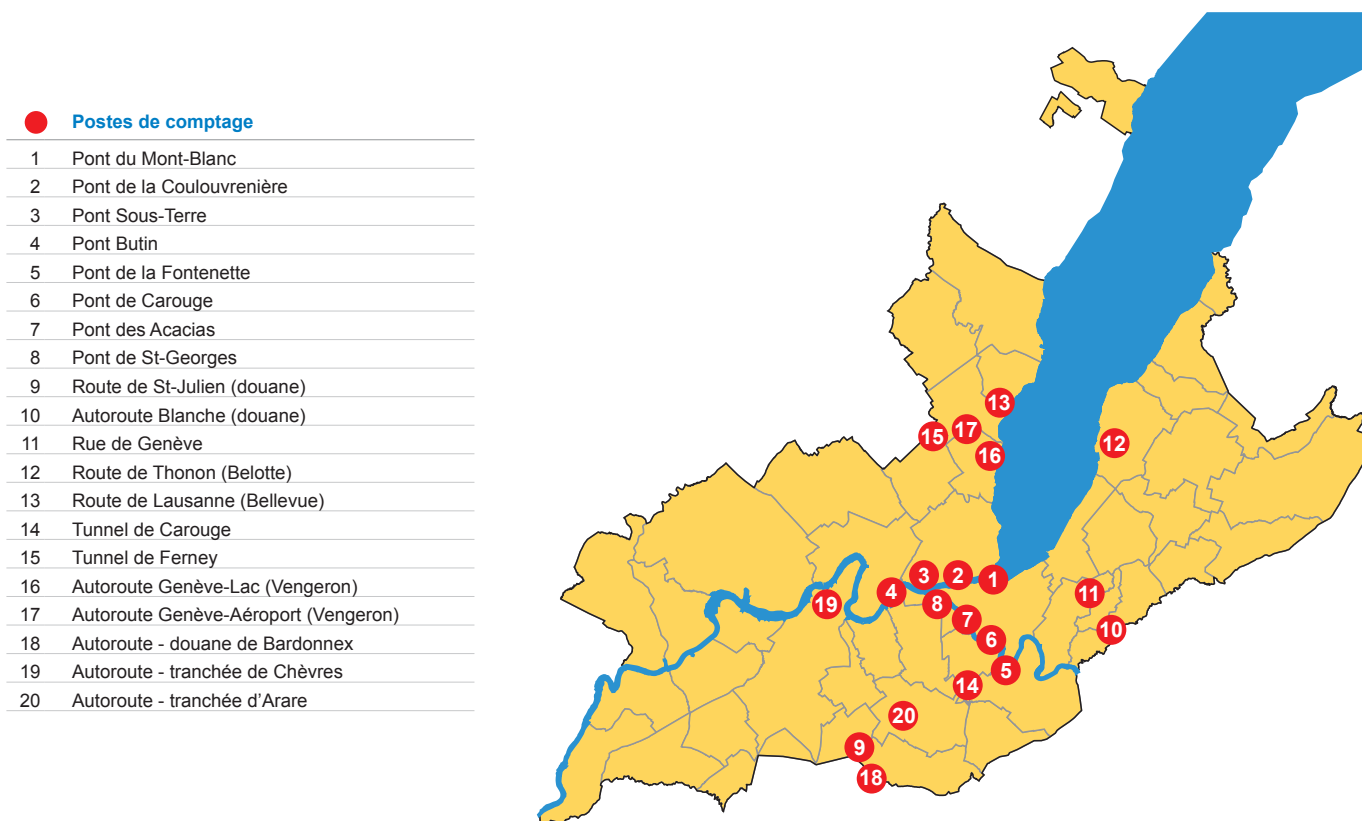 Postes de comptage
1 Pont du Mont-Blanc
2 Pont de la Coulouvrenière
3 Pont Sous-Terre
4 Pont Butin
5 Pont de la Fontenette
6 Pont de Carouge
7 Pont des Acacias
8 Pont de St-Georges
9 Route de St-Julien (douane)
10 Autoroute Blanche (douane)
11 Rue de Genève
12 Route de Thonon (Belotte)
13 Route de Lausanne (Bellevue)
14 Tunnel de Carouge
15 Tunnel de Ferney
16 Autoroute Genève-Lac (Vengeron)
17 Autoroute Genève-Aéroport (Vengeron)
18 Autoroute - douane de Bardonnex
19 Autoroute - tranchée de Chèvres
20 Autoroute - tranchée d'Arare
13
17
15
12
16
3
2
1
4
11
19
8
7
10
6
5
14
20
9
18